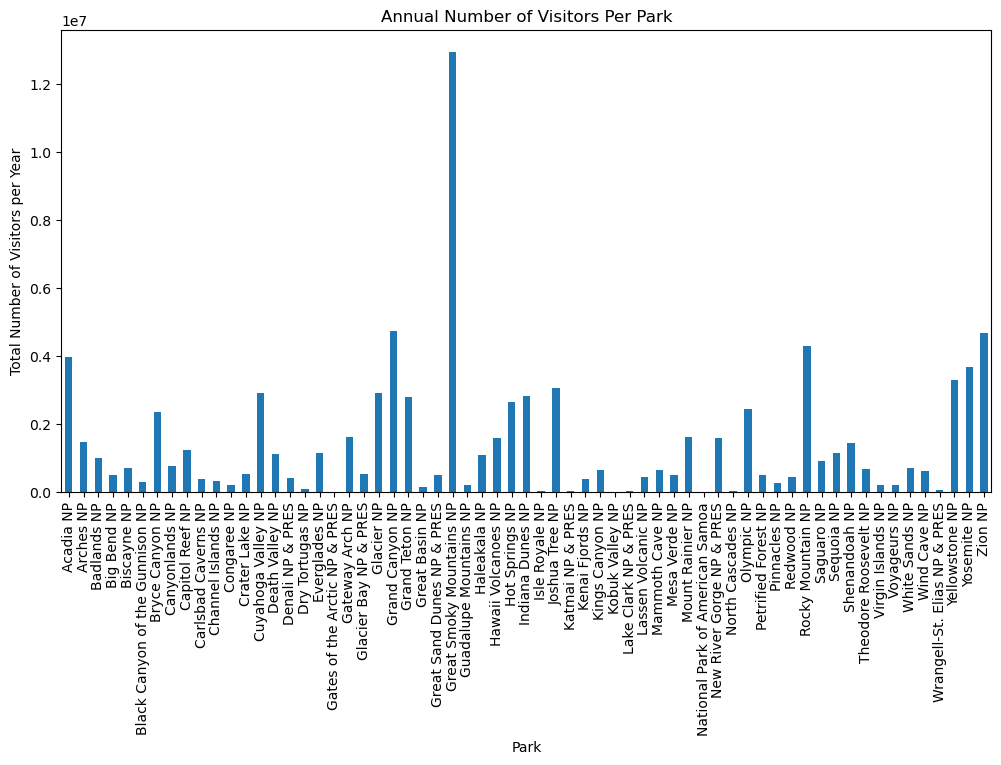 Annual Number of Visitors Per Park
1e7
1.2
1.0
0.8
0.6
0.4
0.2
0.0
Total Number of Visitors per Year
Acadia NP
Arches NP
Badlands NP
Big Bend NP
Biscayne NP
Black Canyon of the Gunnison NP
Bryce Canyon NP
Canyonlands NP
Capitol Reef NP
Carlsbad Caverns NP
Channel Islands NP
Congaree NP
Crater Lake NP
Cuyahoga Valley NP
Death Valley NP
Denali NP & PRES
Dry Tortugas NP
Everglades NP
Gates of the Arctic NP & PRES
Gateway Arch NP
Glacier Bay NP & PRES
Glacier NP
Grand Canyon NP
Grand Teton NP
Great Basin NP
Great Sand Dunes NP & PRES
Great Smoky Mountains NP
Guadalupe Mountains NP
Haleakala NP
Hawaii Volcanoes NP
Hot Springs NP
Indiana Dunes NP
Isle Royale NP
Joshua Tree NP
Katmai NP & PRES
Kenai Fjords NP
Kings Canyon NP
Kobuk Valley NP
Lake Clark NP & PRES
Lassen Volcanic NP
Mammoth Cave NP
Mesa Verde NP
Mount Rainier NP
National Park of American Samoa
New River Gorge NP & PRES
North Cascades NP
Olympic NP
Petrified Forest NP
Pinnacles NP
Redwood NP
Rocky Mountain NP
Saguaro NP
Sequoia NP
Shenandoah NP
Theodore Roosevelt NP
Virgin Islands NP
Voyageurs NP
White Sands NP
Wind Cave NP
Wrangell-St. Elias NP & PRES
Yellowstone NP
Yosemite NP
Zion NP
Park